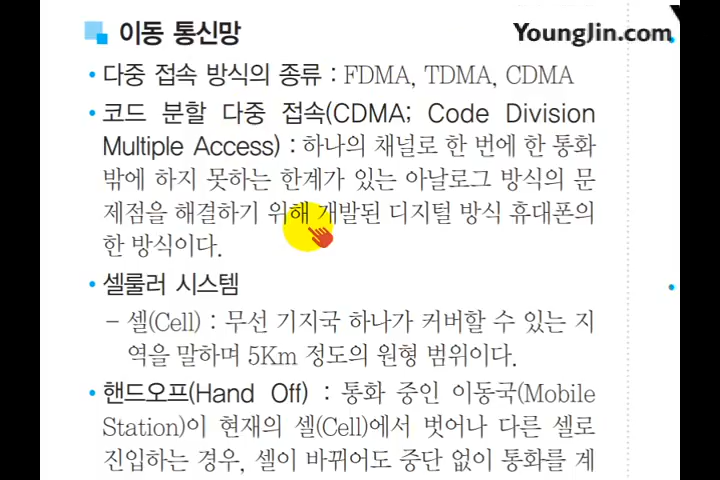 이동 통신망
YoungJin.com
• 다중 접속 방식의 종류 : FDMA, TDMA, CDMA
• 코드 분할 다중 접속(CDMA; Code Division
Multiple Access) : 하나의 채널로 한 번에 한 통화
밖에 하지 못하는 한계가 있는 아날로그 방식의 문
제점을 해결하기 위해 개발된 디지털 방식 휴대폰의
한 방식이다.
• 셀룰러 시스템
– 셀(Cell) : 무선 기지국 하나가 커버할 수 있는 지
역을 말하며 5Km 정도의 원형 범위이다.
• 핸드오프(Hand Off) : 통화 중인 이동국(Mobile
Station)이 현재의 셀(Cell)에서 벗어나 다른 셀로
진입하는 경우, 셀이 바뀌어도 중단 없이 통화를 계